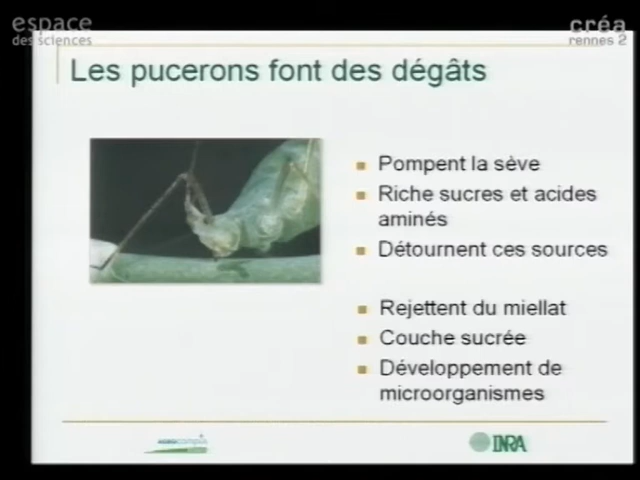 espace
des sciences
créa
rennes 2
Les pucerons font des dégâts
Pompent la sève
Riche sucres et acides
aminés
Détournent ces sources
Rejettent du miellat
Couche sucrée
Développement de
microorganismes
INRA